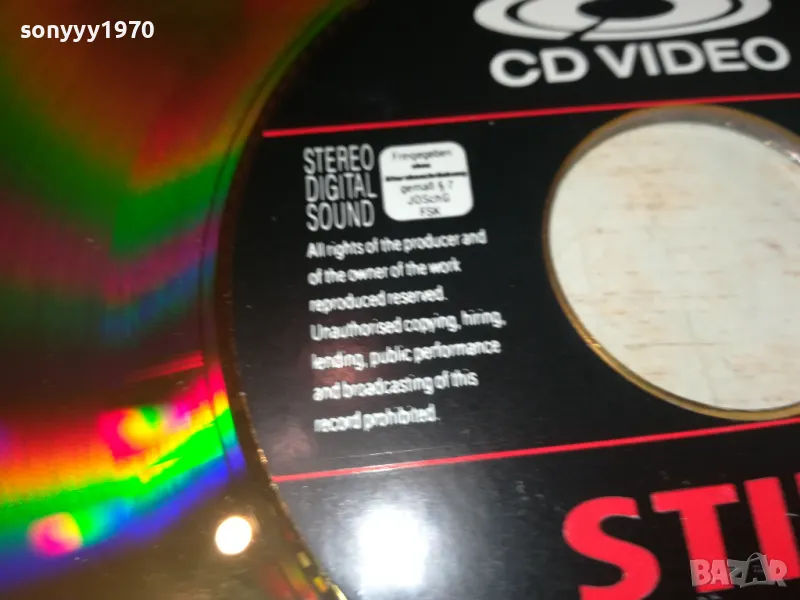 sonyyy1970
CD VIDEO
STEREO
DIGITAL
SOUND
Freigegeben
gemäß § 7
JÖSchG
FSK
All rights of the producer and
of the owner of the work
reproduced reserved.
Unauthorised copying, hiring,
lending, public performance
and broadcasting of this
record prohibited.
STI
BAZAR